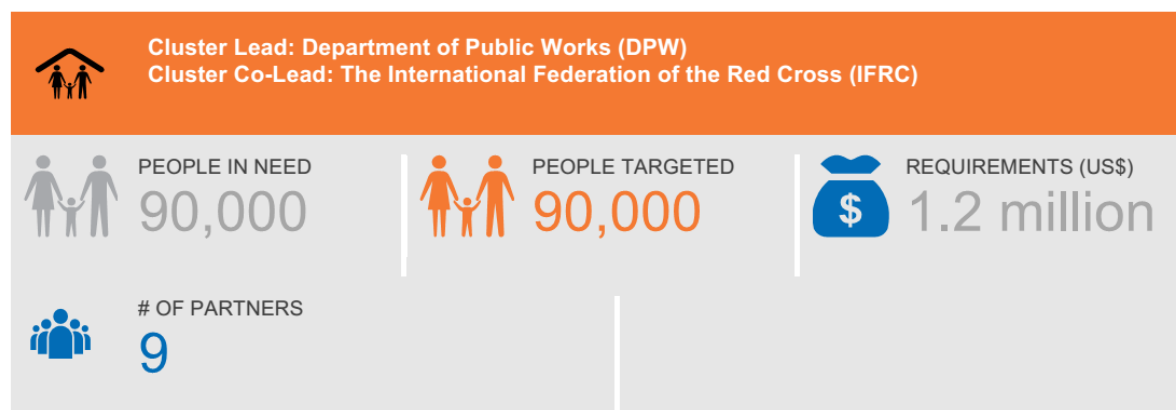 Cluster Lead: Department of Public Works (DPW)
Cluster Co-Lead: The International Federation of the Red Cross (IFRC)
PEOPLE IN NEED
90,000
PEOPLE TARGETED
90,000
REQUIREMENTS (US$)
$
1.2 million
# OF PARTNERS
9